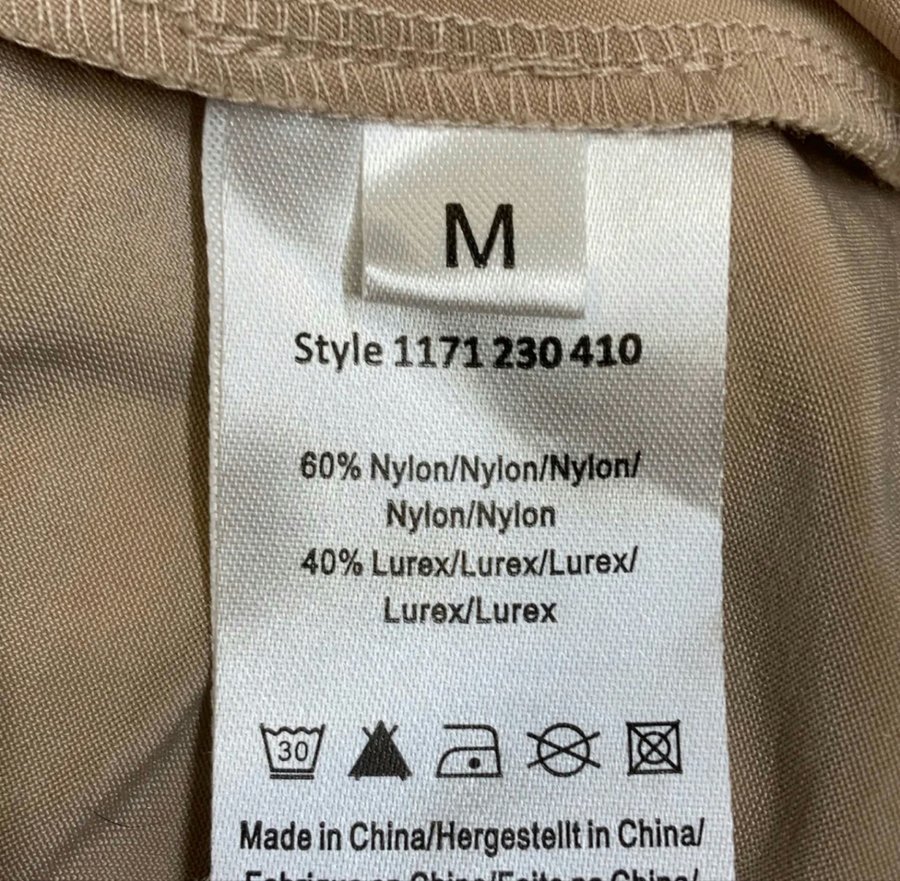 M
Style 1171 230 410
60% Nylon/Nylon/Nylon/
Nylon/Nylon
40% Lurex/Lurex/Lurex/
Lurex/Lurex
30
Made in China/Hergestellt in China/